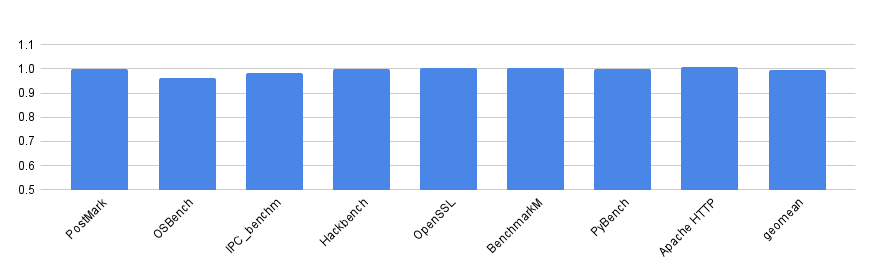 1.1
1.0
0.9
0.8
0.7
0.6
0.5
PostMark
OSBench
IPC_benchm
Hackbench
OpenSSL
BenchmarkM
PyBench
Apache HTTP
geomean